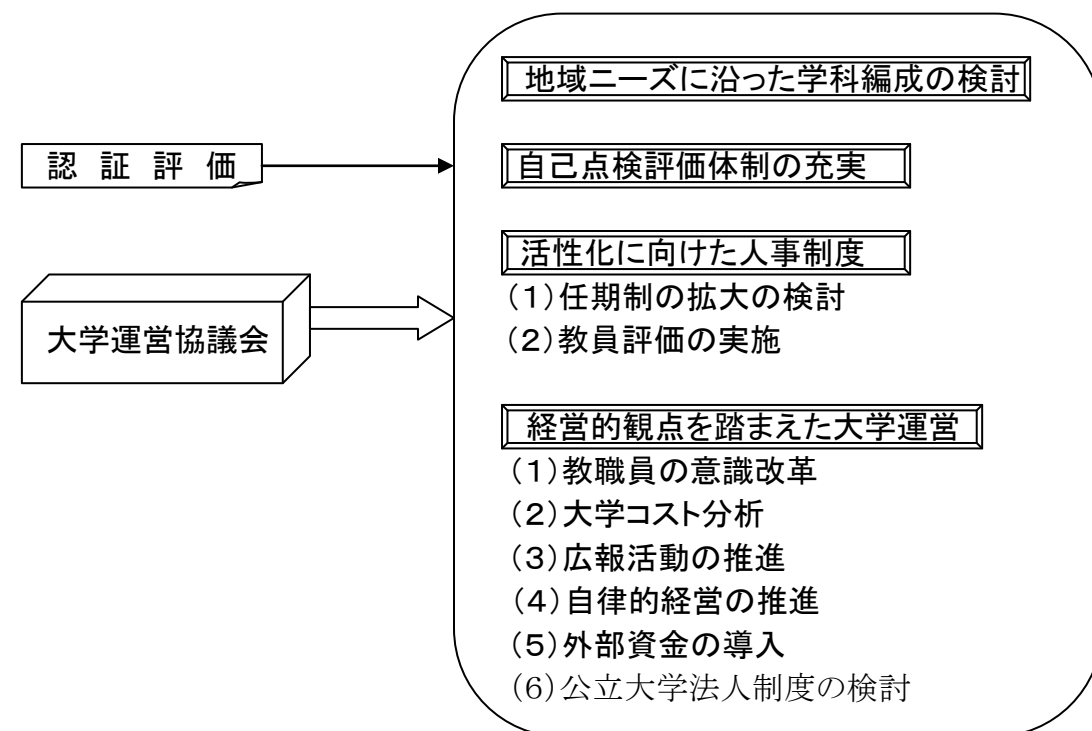 地域ニーズに沿った学科編成の検討
認 証 評 価
自己点検評価体制の充実
活性化に向けた人事制度
(1)任期制の拡大の検討
(2)教員評価の実施
大学運営協議会
経営的観点を踏まえた大学運営
(1)教職員の意識改革
(2)大学コスト分析
(3)広報活動の推進
(4)自律的経営の推進
(5)外部資金の導入
(6)公立大学法人制度の検討